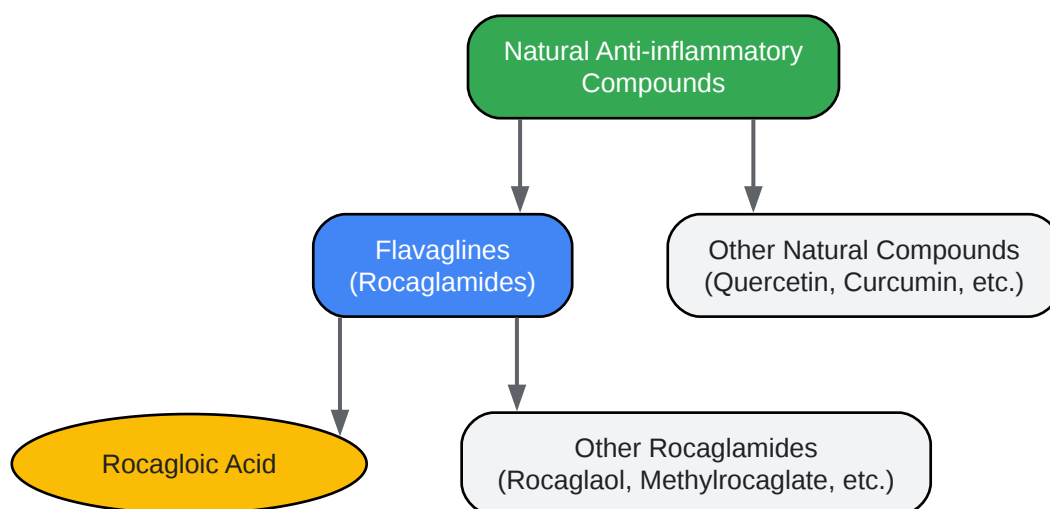 Natural Anti-inflammatory
Compounds
Flavaglines
(Rocaglamides)
Other Natural Compounds
(Quercetin, Curcumin, etc.)
Rocagloic Acid
Other Rocaglamides
(Rocaglaol, Methylrocaglate, etc.)